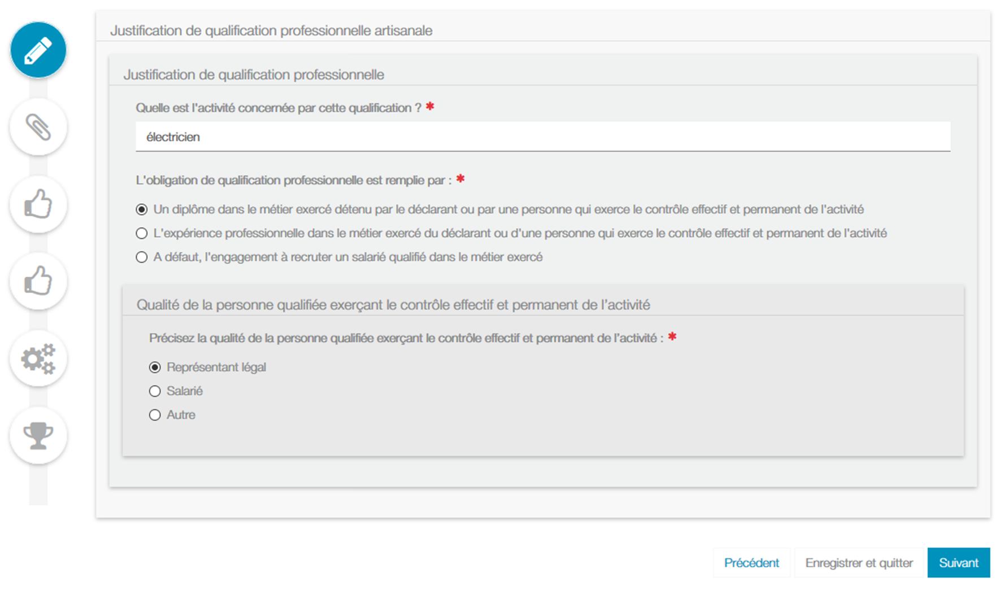 Justification de qualification professionnelle artisanale
Justification de qualification professionnelle
Quelle est l'activité concernée par cette qualification ? *
électricien
L'obligation de qualification professionnelle est remplie par : *
Un diplôme dans le métier exercé détenu par le déclarant ou par une personne qui exerce le contrôle effectif et permanent de l'activité
L'expérience professionnelle dans le métier exercé du déclarant ou d'une personne qui exerce le contrôle effectif et permanent de l'activité
A défaut, l'engagement à recruter un salarié qualifié dans le métier exercé
Qualité de la personne qualifiée exerçant le contrôle effectif et permanent de l’activité
Précisez la qualité de la personne qualifiée exerçant le contrôle effectif et permanent de l’activité : *
Représentant légal
Salarié
Autre
Précédent
Enregistrer et quitter
Suivant